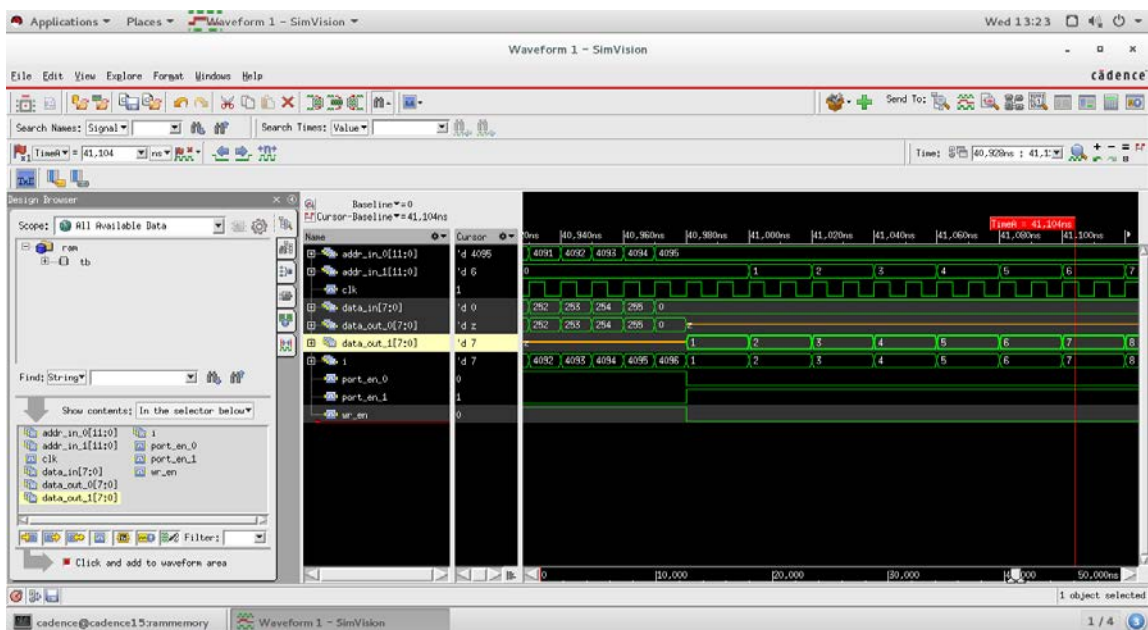 Applications Places Waveform 1 - SimVision Wed 13:23
Waveform 1 - SimVision
File Edit View Explore Format Windows Help cādence
Send To:
Search Names: Signal Search Times: Value
TimeA = 41,104 ns Time: 40,928ns : 41,1
TxE
Design Browser Baseline = 0
Cursor-Baseline = 41,104ns
Scope: All Available Data
TimeA = 41,104ns
Name Cursor 0ns 40,940ns 40,960ns 40,980ns 41,000ns 41,020ns 41,040ns 41,060ns 41,080ns 41,100ns
ram
tb
addr_in_0[11:0] 'd 4095 4091 4092 4093 4094 4095
addr_in_1[11:0] 'd 6 0 1 2 3 4 5 6 7
clk 1
data_in[7:0] 'd 0 252 253 254 255 0
data_out_0[7:0] 'd z 252 253 254 255 0 z
data_out_1[7:0] 'd 7 z 1 2 3 4 5 6 7 8
i 'd 7 4092 4093 4094 4095 4096 1 2 3 4 5 6 7 8
port_en_0 0
port_en_1 1
wr_en 0
Find: String
Show contents: In the selector below
addr_in_0[11:0] i
addr_in_1[11:0] port_en_0
clk port_en_1
data_in[7:0] wr_en
data_out_0[7:0]
data_out_1[7:0]
Filter:
Click and add to waveform area
0 10,000 20,000 30,000 50,000ns
1 object selected
cadence@cadence15:rammemory Waveform 1 - SimVision 1 / 4